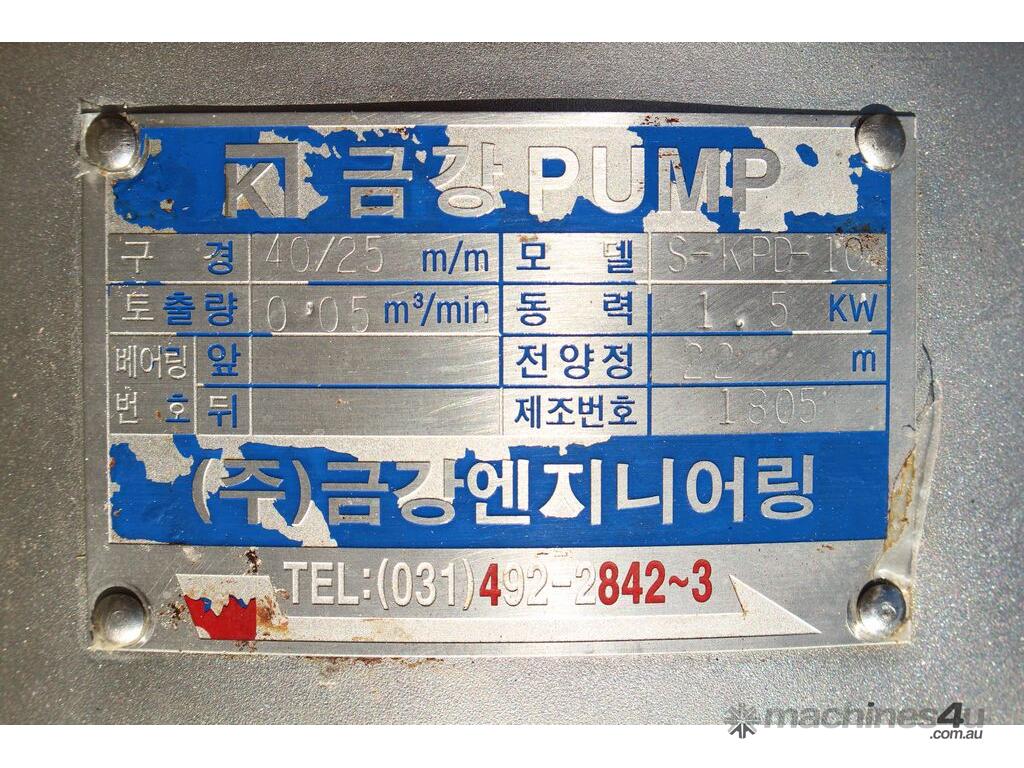 K 금강 PUMP
구 경 40/25 m/m 모 델 S-KPD-10
토출량 0.05 m³/min 동 력 1.5 KW
베어링 앞 전양정 22 m
번 호 뒤 제조번호 1805
(주)금강엔지니어링
TEL:(031)492-2842~3
machines4u
.com.au